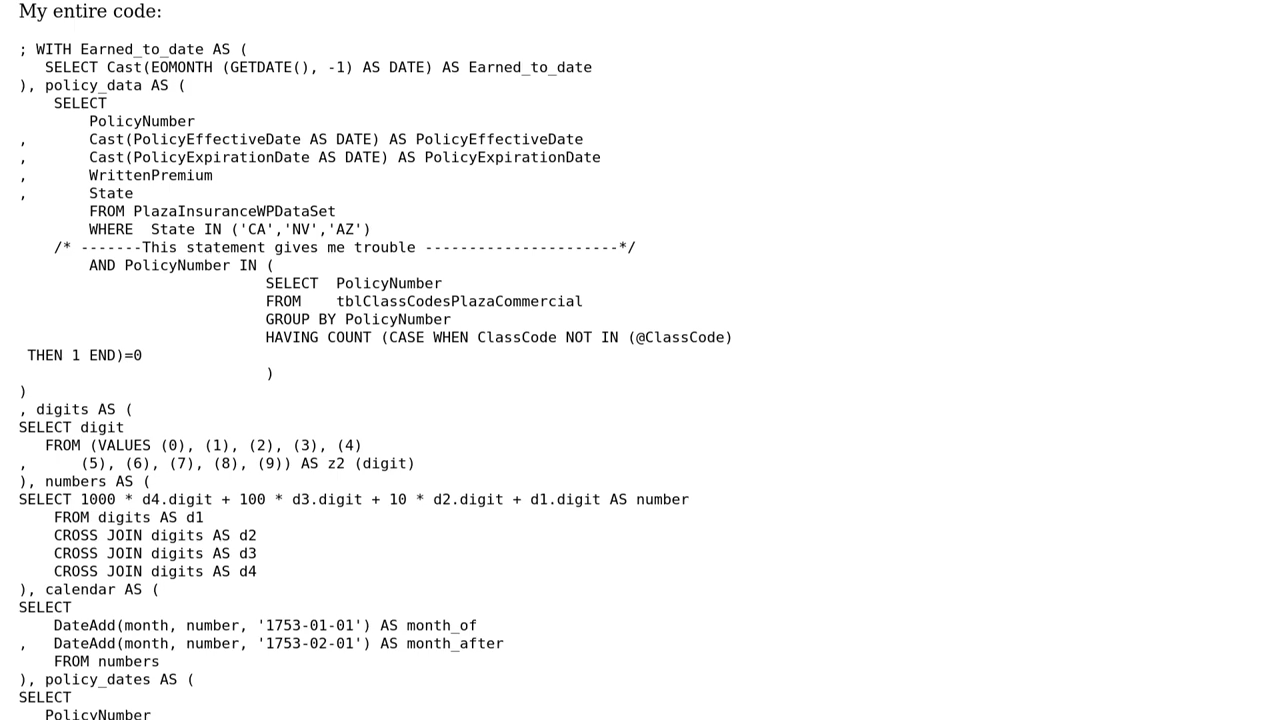 My entire code:
; WITH Earned_to_date AS (
   SELECT Cast(EOMONTH (GETDATE(), -1) AS DATE) AS Earned_to_date
), policy_data AS (
    SELECT
        PolicyNumber
,       Cast(PolicyEffectiveDate AS DATE) AS PolicyEffectiveDate
,       Cast(PolicyExpirationDate AS DATE) AS PolicyExpirationDate
,       WrittenPremium
,       State
        FROM PlazaInsuranceWPDataSet
        WHERE  State IN ('CA','NV','AZ')
    /* -------This statement gives me trouble ----------------------*/
        AND PolicyNumber IN (
                            SELECT  PolicyNumber
                            FROM    tblClassCodesPlazaCommercial
                            GROUP BY PolicyNumber
                            HAVING COUNT (CASE WHEN ClassCode NOT IN (@ClassCode)
 THEN 1 END)=0
                            )
)
, digits AS (
SELECT digit
   FROM (VALUES (0), (1), (2), (3), (4)
,      (5), (6), (7), (8), (9)) AS z2 (digit)
), numbers AS (
SELECT 1000 * d4.digit + 100 * d3.digit + 10 * d2.digit + d1.digit AS number
    FROM digits AS d1
    CROSS JOIN digits AS d2
    CROSS JOIN digits AS d3
    CROSS JOIN digits AS d4
), calendar AS (
SELECT
    DateAdd(month, number, '1753-01-01') AS month_of
,   DateAdd(month, number, '1753-02-01') AS month_after
    FROM numbers
), policy_dates AS (
SELECT
   PolicyNumber